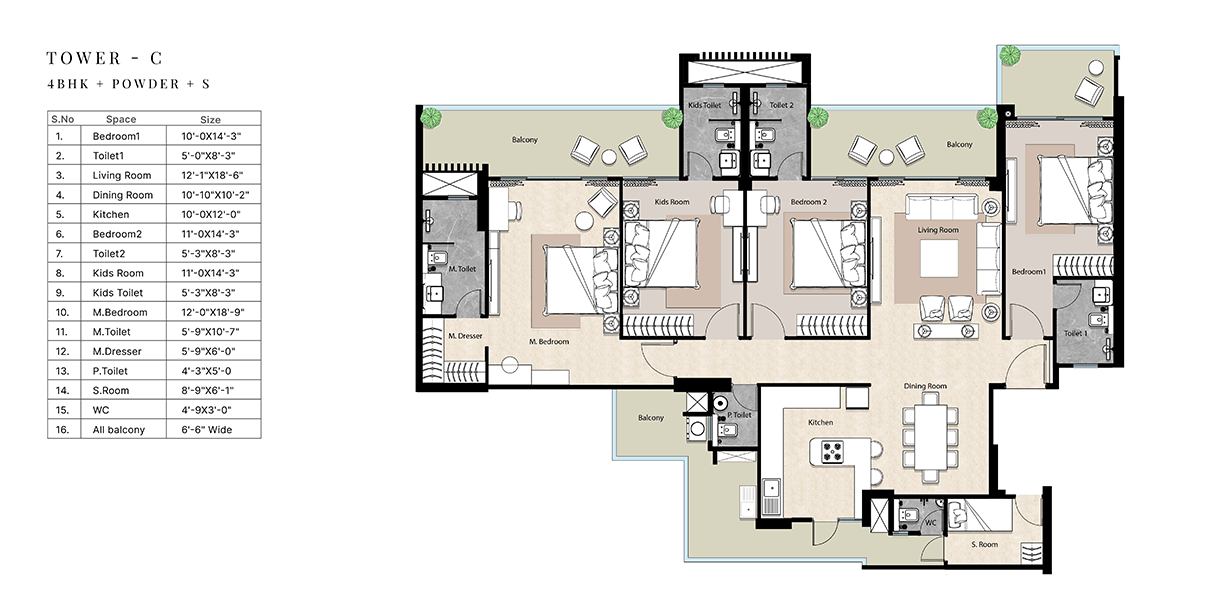 TOWER - C
4BHK + POWDER + S
S.No Space Size
1. Bedroom1 10'-0X14'-3"
2. Toilet1 5'-0"X8'-3"
3. Living Room 12'-1"X18'-6"
4. Dining Room 10'-10"X10'-2"
5. Kitchen 10'-0X12'-0"
6. Bedroom2 11'-0X14'-3"
7. Toilet2 5'-3"X8'-3"
8. Kids Room 11'-0X14'-3"
9. Kids Toilet 5'-3"X8'-3"
10. M.Bedroom 12'-0"X18'-9"
11. M.Toilet 5'-9"X10'-7"
12. M.Dresser 5'-9"X6'-0"
13. P.Toilet 4'-3"X5'-0
14. S.Room 8'-9"X6'-1"
15. WC 4'-9X3'-0"
16. All balcony 6'-6" Wide
Kids Toilet
Toilet 2
Balcony
Balcony
Kids Room
Bedroom 2
Living Room
M. Toilet
Bedroom1
M. Dresser
M. Bedroom
Toilet 1
Dining Room
Balcony
P. Toilet
Kitchen
WC
S. Room